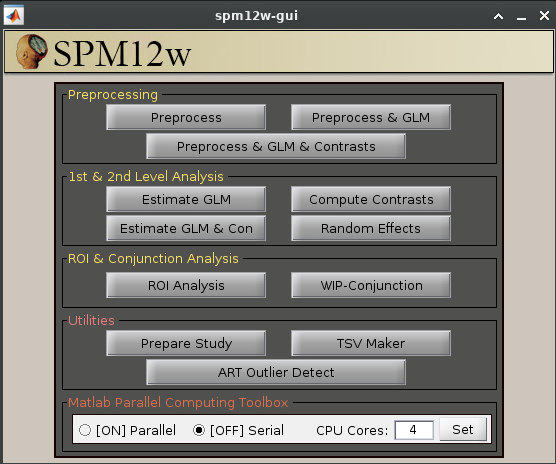 spm12w-gui
SPM12w
Preprocessing
Preprocess Preprocess & GLM
Preprocess & GLM & Contrasts
1st & 2nd Level Analysis
Estimate GLM Compute Contrasts
Estimate GLM & Con Random Effects
ROI & Conjunction Analysis
ROI Analysis WIP-Conjunction
Utilities
Prepare Study TSV Maker
ART Outlier Detect
Matlab Parallel Computing Toolbox
[ON] Parallel [OFF] Serial CPU Cores: 4 Set